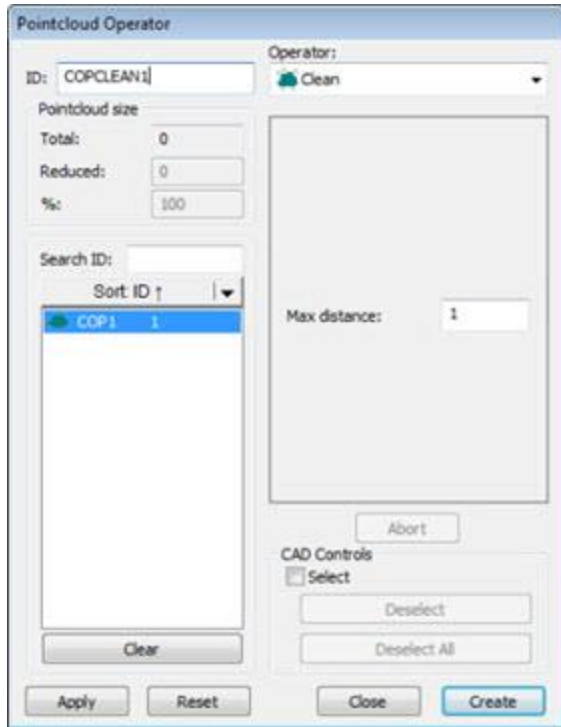 Pointcloud Operator
ID: COPCLEAN1
Operator:
Clean
Pointcloud size
Total: 0
Reduced: 0
%: 100
Search ID:
Sort ID ↑
COP1 1
Clear
Max distance: 1
Abort
CAD Controls
Select
Deselect
Deselect All
Apply Reset Close Create